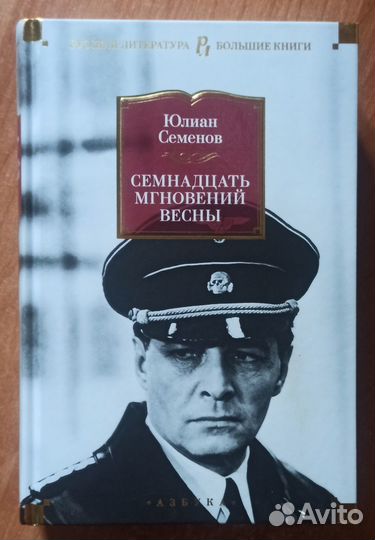 ЛИТЕРАТУРА БОЛЬШИЕ КНИГИ
Юлиан
Семенов
СЕМНАДЦАТЬ
МГНОВЕНИЙ
ВЕСНЫ
АЗБУКА
Avito